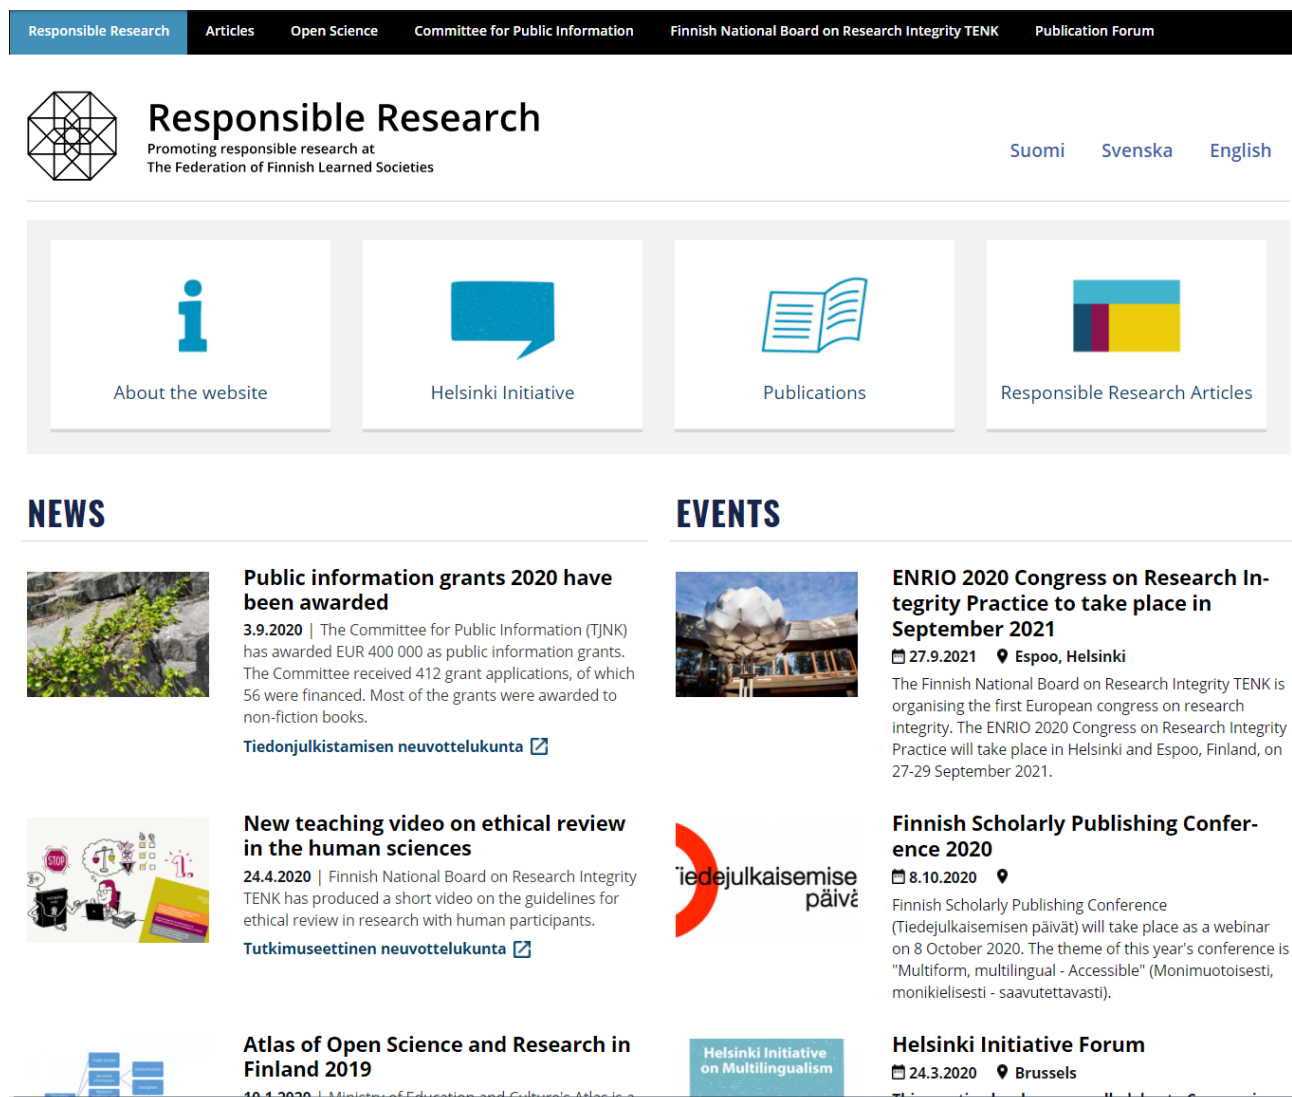 Responsible Research Articles Open Science Committee for Public Information Finnish National Board on Research Integrity TENK Publication Forum
Responsible Research
Promoting responsible research at
The Federation of Finnish Learned Societies
Suomi Svenska English
About the website
Helsinki Initiative
Publications
Responsible Research Articles
NEWS
Public information grants 2020 have
been awarded
3.9.2020 | The Committee for Public Information (TJNK)
has awarded EUR 400 000 as public information grants.
The Committee received 412 grant applications, of which
56 were financed. Most of the grants were awarded to
non-fiction books.
Tiedonjulkistamisen neuvottelukunta
STOP
New teaching video on ethical review
in the human sciences
24.4.2020 | Finnish National Board on Research Integrity
TENK has produced a short video on the guidelines for
ethical review in research with human participants.
Tutkimuseettinen neuvottelukunta
Atlas of Open Science and Research in
Finland 2019
10.1.2020 | Ministry of Education and Culture's Atlas is a
EVENTS
ENRIO 2020 Congress on Research In-
tegrity Practice to take place in
September 2021
27.9.2021 Espoo, Helsinki
The Finnish National Board on Research Integrity TENK is
organising the first European congress on research
integrity. The ENRIO 2020 Congress on Research Integrity
Practice will take place in Helsinki and Espoo, Finland, on
27-29 September 2021.
iedejulkaisemise
päivä
Finnish Scholarly Publishing Confer-
ence 2020
8.10.2020
Finnish Scholarly Publishing Conference
(Tiedejulkaisemisen päivät) will take place as a webinar
on 8 October 2020. The theme of this year's conference is
"Multiform, multilingual - Accessible" (Monimuotoisesti,
monikielisesti - saavutettavasti).
Helsinki Initiative
on Multilingualism
Helsinki Initiative Forum
24.3.2020 Brussels